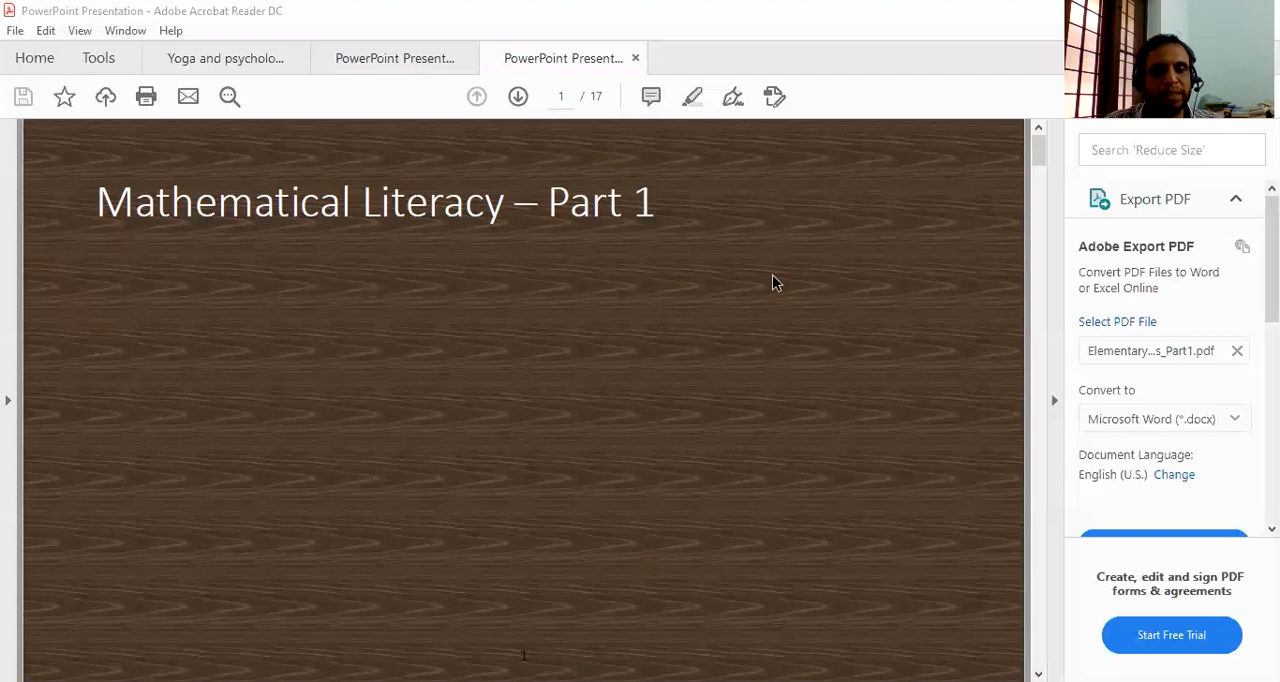 PowerPoint Presentation - Adobe Acrobat Reader DC
File Edit View Window Help
Home Tools Yoga and psycholo... PowerPoint Present... PowerPoint Present... ×
1 / 17
Search 'Reduce Size'
Mathematical Literacy – Part 1
Export PDF
Adobe Export PDF
Convert PDF Files to Word
or Excel Online
Select PDF File
Elementary...s_Part1.pdf
Convert to
Microsoft Word (*.docx)
Document Language:
English (U.S.) Change
Create, edit and sign PDF
forms & agreements
Start Free Trial
1